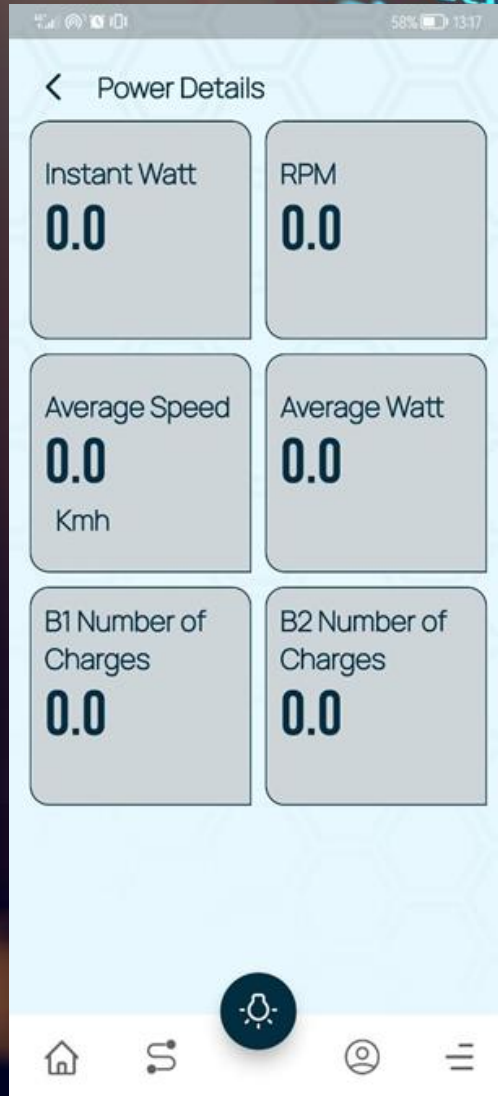 58% 13:17
Power Details
Instant Watt
0.0
RPM
0.0
Average Speed
0.0
Kmh
Average Watt
0.0
B1 Number of
Charges
0.0
B2 Number of
Charges
0.0